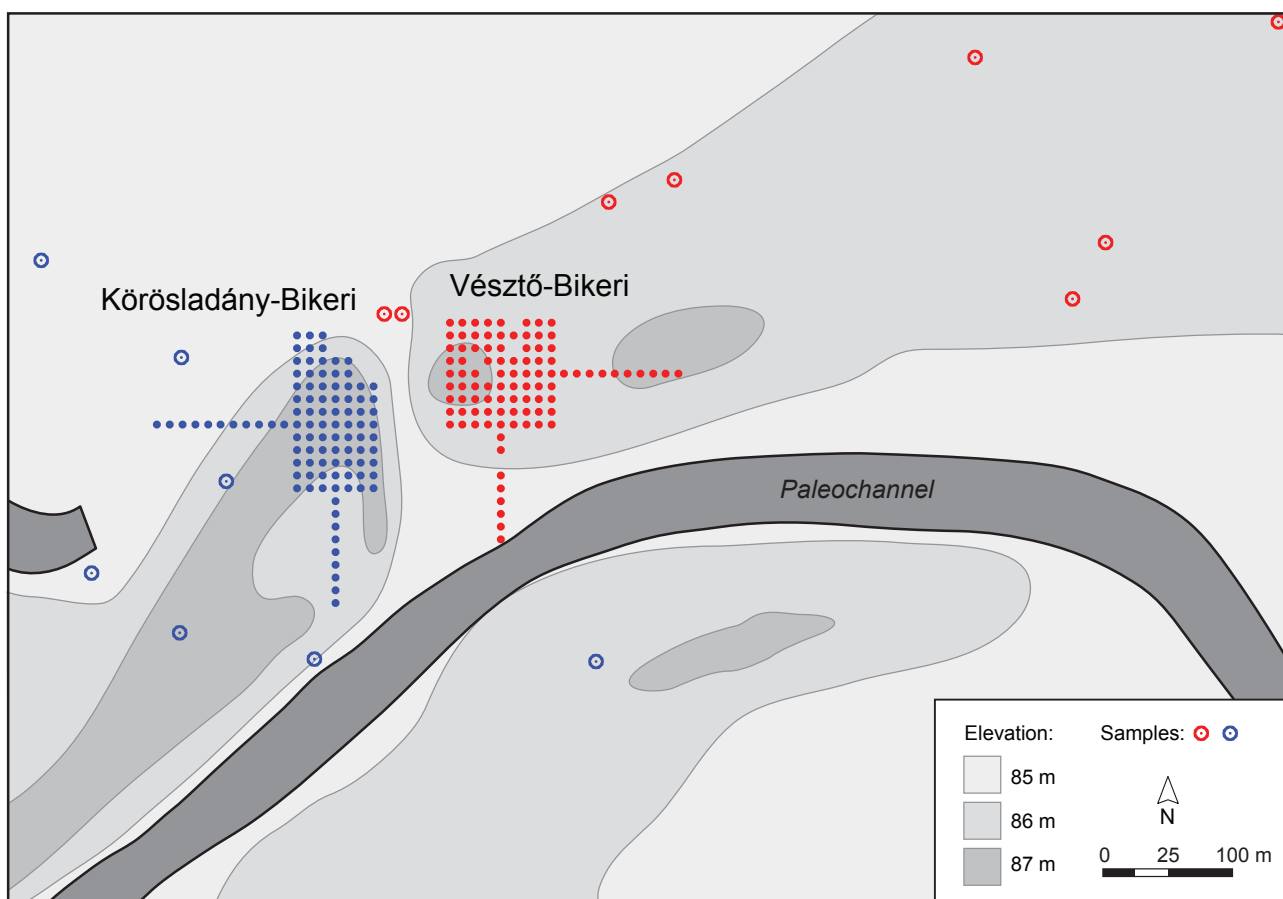 Vésztő-Bikeri
Körösladány-Bikeri
Paleochannel
Elevation:
85 m
86 m
87 m
Samples:
N
0 25 100 m